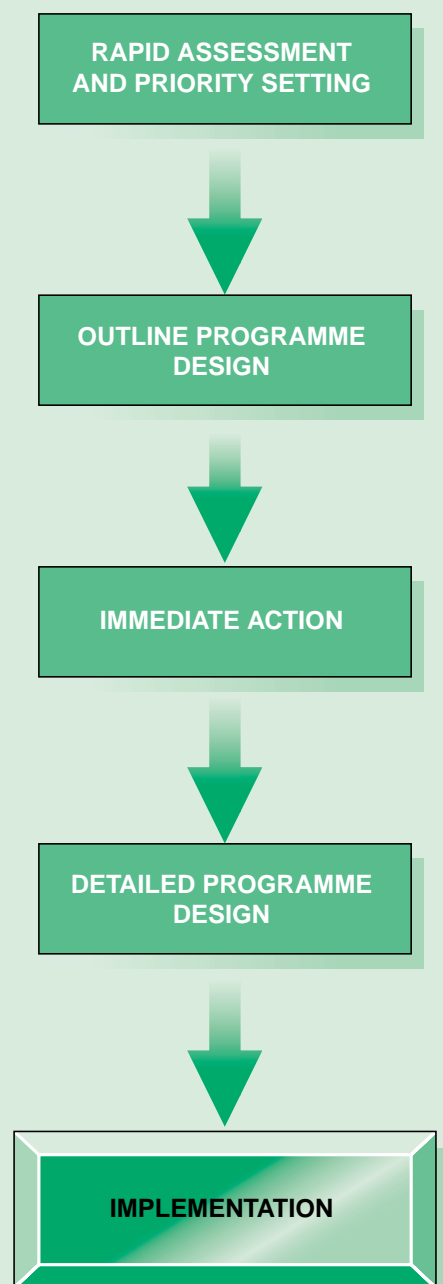 RAPID ASSESSMENT
AND PRIORITY SETTING
OUTLINE PROGRAMME
DESIGN
IMMEDIATE ACTION
DETAILED PROGRAMME
DESIGN
IMPLEMENTATION